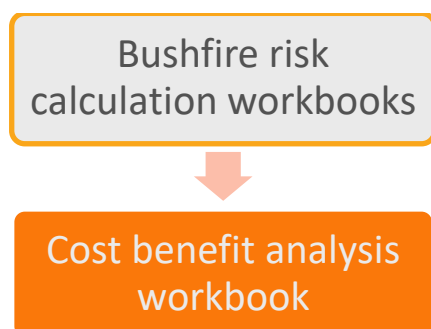 Bushfire risk
calculation workbooks
Cost benefit analysis
workbook